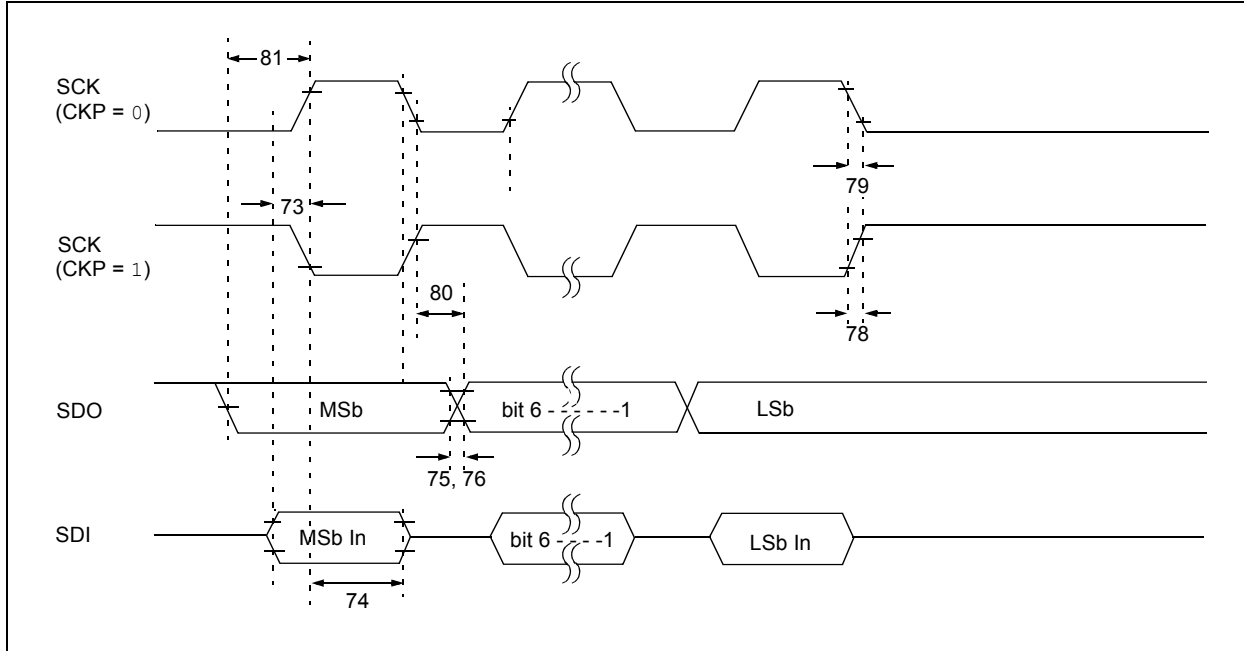 81
SCK
(CKP = 0)
79
73
SCK
(CKP = 1)
80
78
SDO
MSb
bit 6 - - - - - - -1
LSb
75, 76
SDI
MSb In
bit 6 - - - - -1
LSb In
74